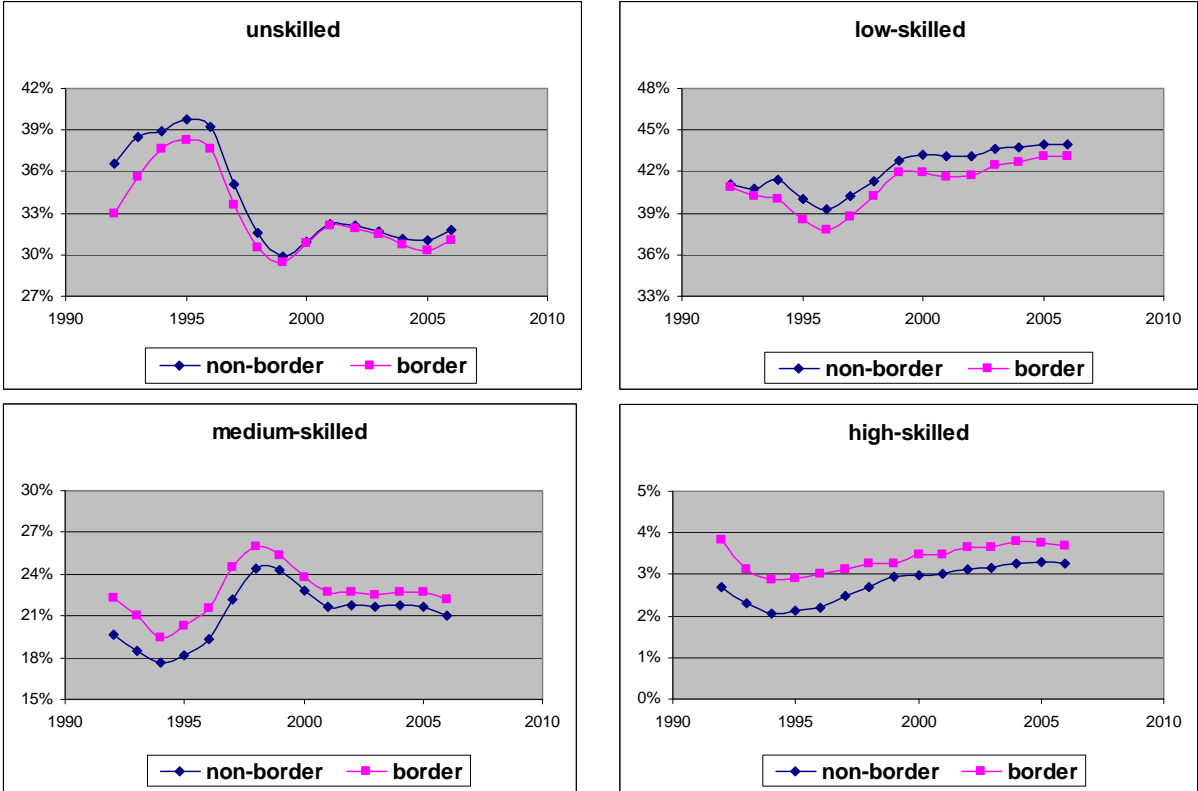 unskilled
42%
39%
36%
33%
30%
27%
1990 1995 2000 2005 2010
non-border border
low-skilled
48%
45%
42%
39%
36%
33%
1990 1995 2000 2005 2010
non-border border
medium-skilled
30%
27%
24%
21%
18%
15%
1990 1995 2000 2005 2010
non-border border
high-skilled
5%
4%
3%
2%
1%
0%
1990 1995 2000 2005 2010
non-border border